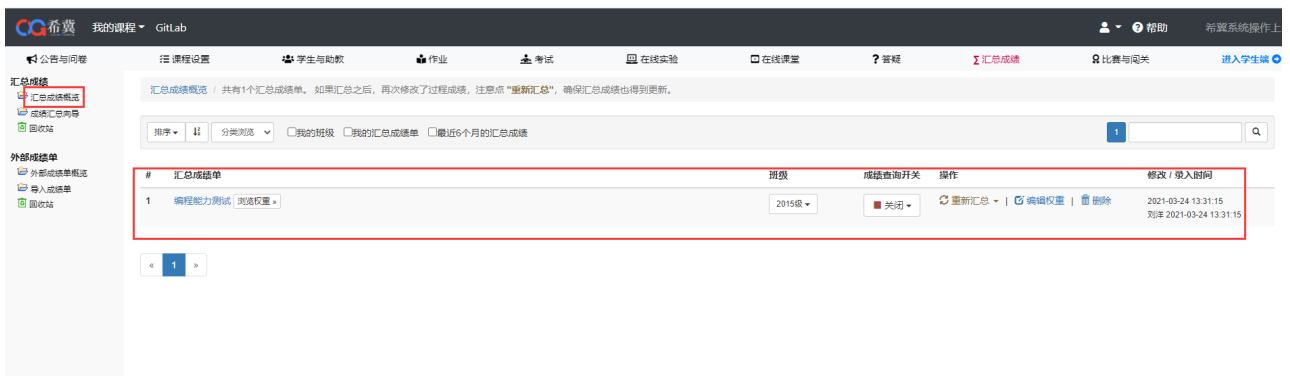 CG希冀 我的课程 GitLab 帮助 希冀系统操作上
公告与问卷 课程设置 学生与助教 作业 考试 在线实验 在线课堂 ? 答疑 Σ汇总成绩 比赛与闯关 进入学生端
汇总成绩
汇总成绩概览
成绩汇总向导
回收站
外部成绩单
外部成绩单概览
导入成绩单
回收站
汇总成绩概览 / 共有1个汇总成绩单。 如果汇总之后，再次修改了过程成绩，注意点 "重新汇总"，确保汇总成绩也得到更新。
排序 分类浏览 我的班级 我的汇总成绩单 最近6个月的汇总成绩 1
# 汇总成绩单 班级 成绩查询开关 操作 修改 / 录入时间
1 编程能力测试 浏览权重 » 2015级 关闭 重新汇总 | 编辑权重 | 删除 2021-03-24 13:31:15
刘洋 2021-03-24 13:31:15
« 1 »